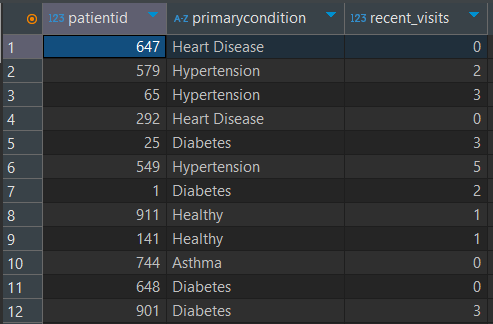 123 patientid A-Z primarycondition 123 recent_visits
1 647 Heart Disease 0
2 579 Hypertension 2
3 65 Hypertension 3
4 292 Heart Disease 0
5 25 Diabetes 3
6 549 Hypertension 5
7 1 Diabetes 2
8 911 Healthy 1
9 141 Healthy 1
10 744 Asthma 0
11 648 Diabetes 0
12 901 Diabetes 3